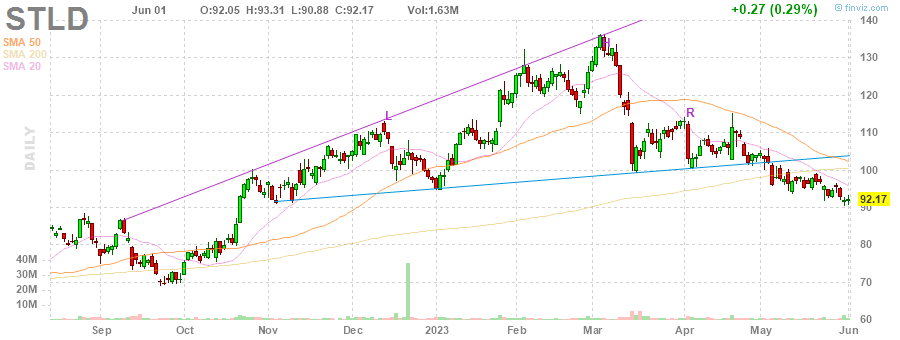 STLD Jun 01 O:92.05 H:93.31 L:90.88 C:92.17 Vol:1.63M +0.27 (0.29%) © finviz.com
SMA 50
SMA 200
SMA 20
140
130
120
110
100
90
80
70
60
92.17
DAILY
40M
30M
20M
10M
L
H
R
Sep Oct Nov Dec 2023 Feb Mar Apr May Jun